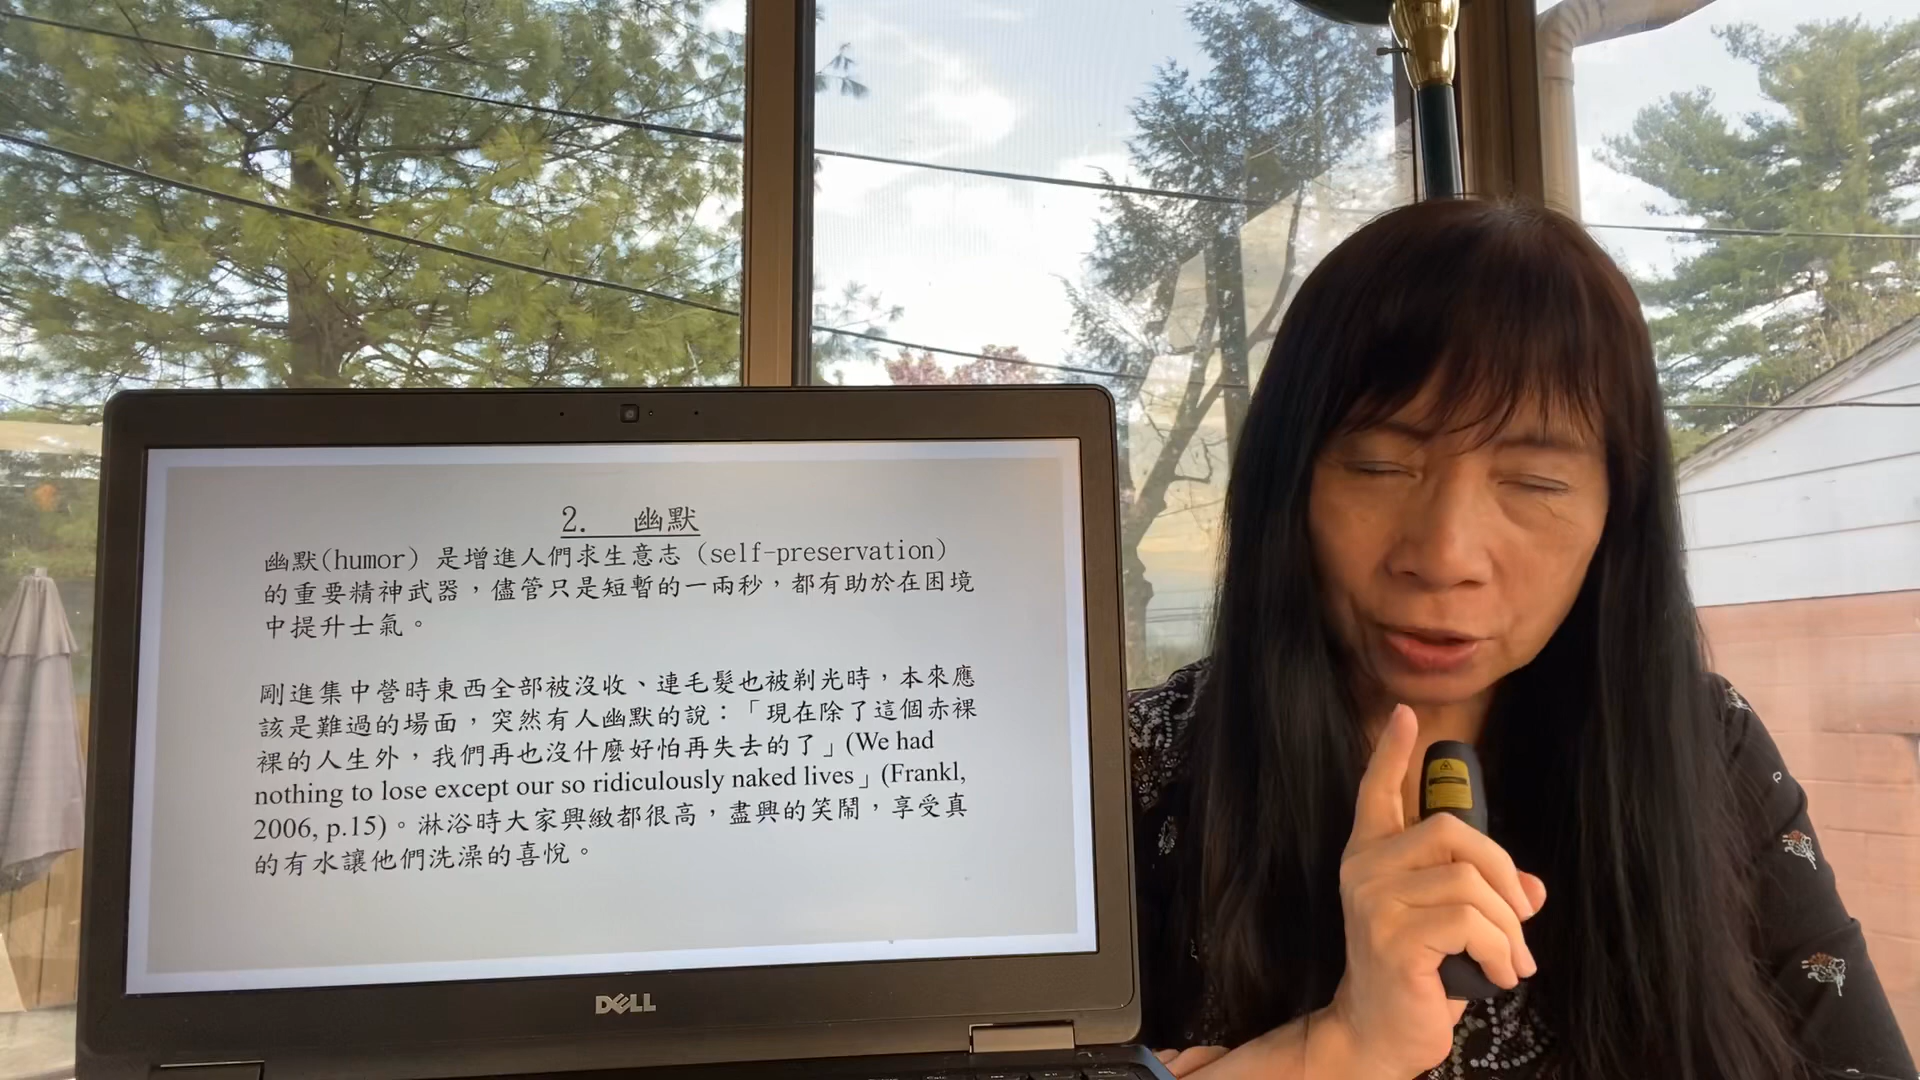 2. 幽默
幽默(humor) 是增進人們求生意志 (self-preservation)
的重要精神武器，儘管只是短暫的一兩秒，都有助於在困境
中提升士氣。
剛進集中營時東西全部被沒收、連毛髮也被剃光時，本來應
該是難過的場面，突然有人幽默的說：「現在除了這個赤裸
裸的人生外，我們再也沒什麼好怕再失去的了」(We had
nothing to lose except our so ridiculously naked lives」(Frankl,
2006, p.15)。淋浴時大家興緻都很高，盡興的笑鬧，享受真
的有水讓他們洗澡的喜悅。
DELL